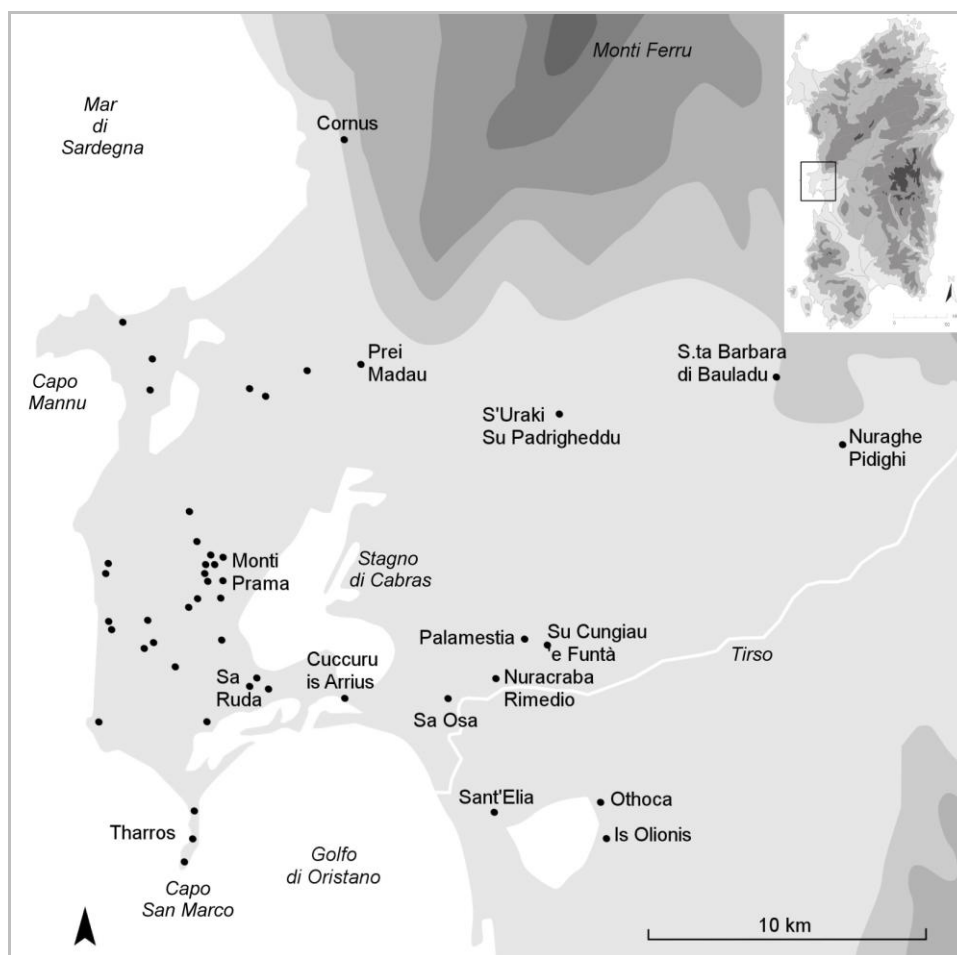 Monti Ferru
Mar
di
Sardegna
Cornus
N
Prei
Madau
S.ta Barbara
di Bauladu
Capo
Mannu
S'Uraki
Su Padrigheddu
Nuraghe
Pidighi
Monti
Prama
Stagno
di Cabras
Palamestia
Su Cungiau
'e Funtà
Tirso
Cuccuru
is Arrius
Sa
Ruda
Nuracraba
Rimedio
Sa Osa
Sant'Elia
Othoca
Tharros
Is Olionis
Golfo
di Oristano
Capo
San Marco
10 km